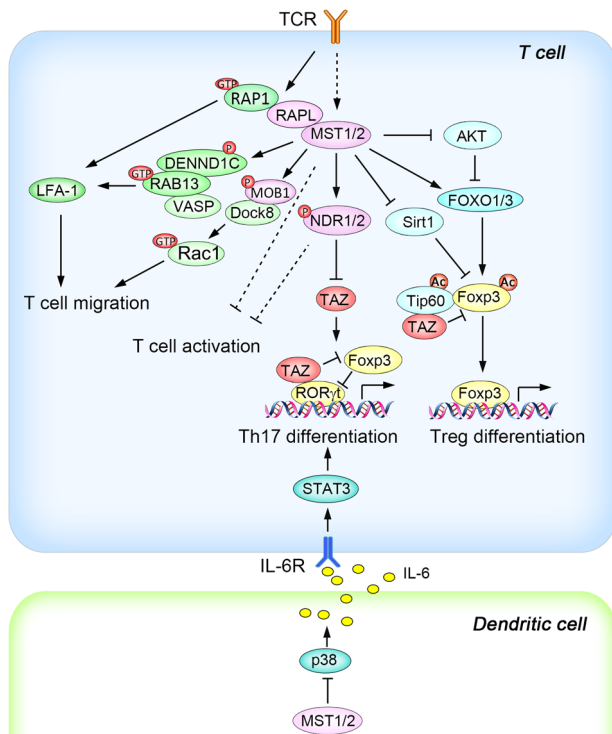 TCR
T cell
GTP
RAP1
RAPL
MST1/2
AKT
P
DENND1C
GTP
RAB13
LFA-1
VASP
P
MOB1
Dock8
P
NDR1/2
Sirt1
FOXO1/3
GTP
Rac1
T cell migration
TAZ
Ac
Ac
Tip60
Foxp3
TAZ
T cell activation
TAZ
Foxp3
RORγt
Foxp3
Th17 differentiation
Treg differentiation
STAT3
IL-6R
IL-6
Dendritic cell
p38
MST1/2